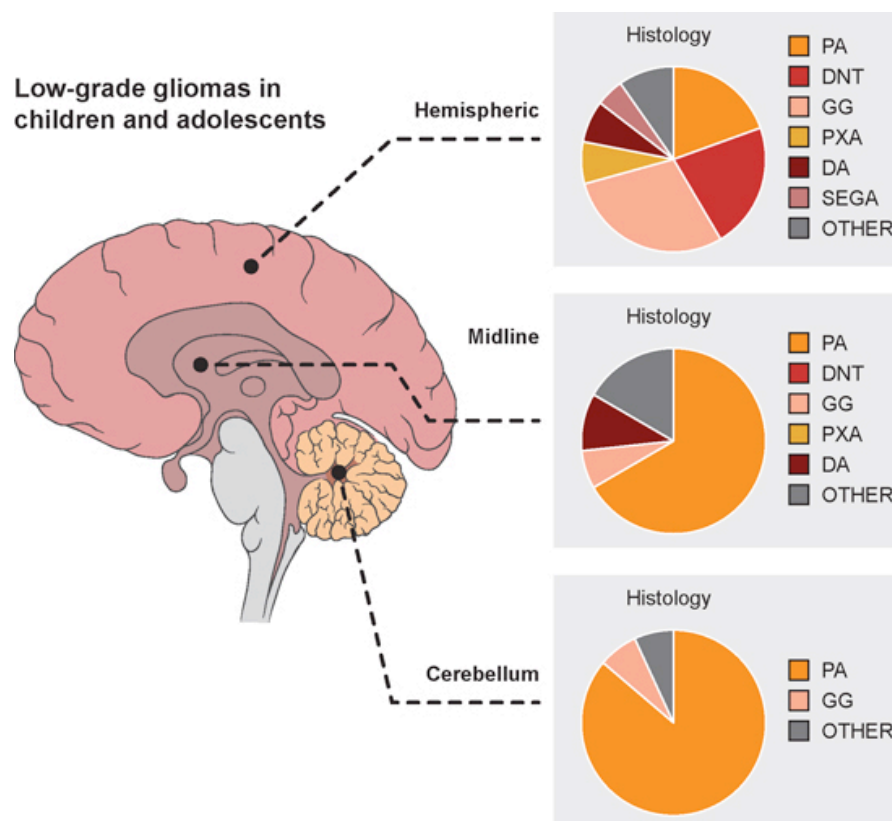 Low-grade gliomas in
children and adolescents
Hemispheric
Histology
PA
DNT
GG
PXA
DA
SEGA
OTHER
Midline
Histology
PA
DNT
GG
PXA
DA
OTHER
Cerebellum
Histology
PA
GG
OTHER